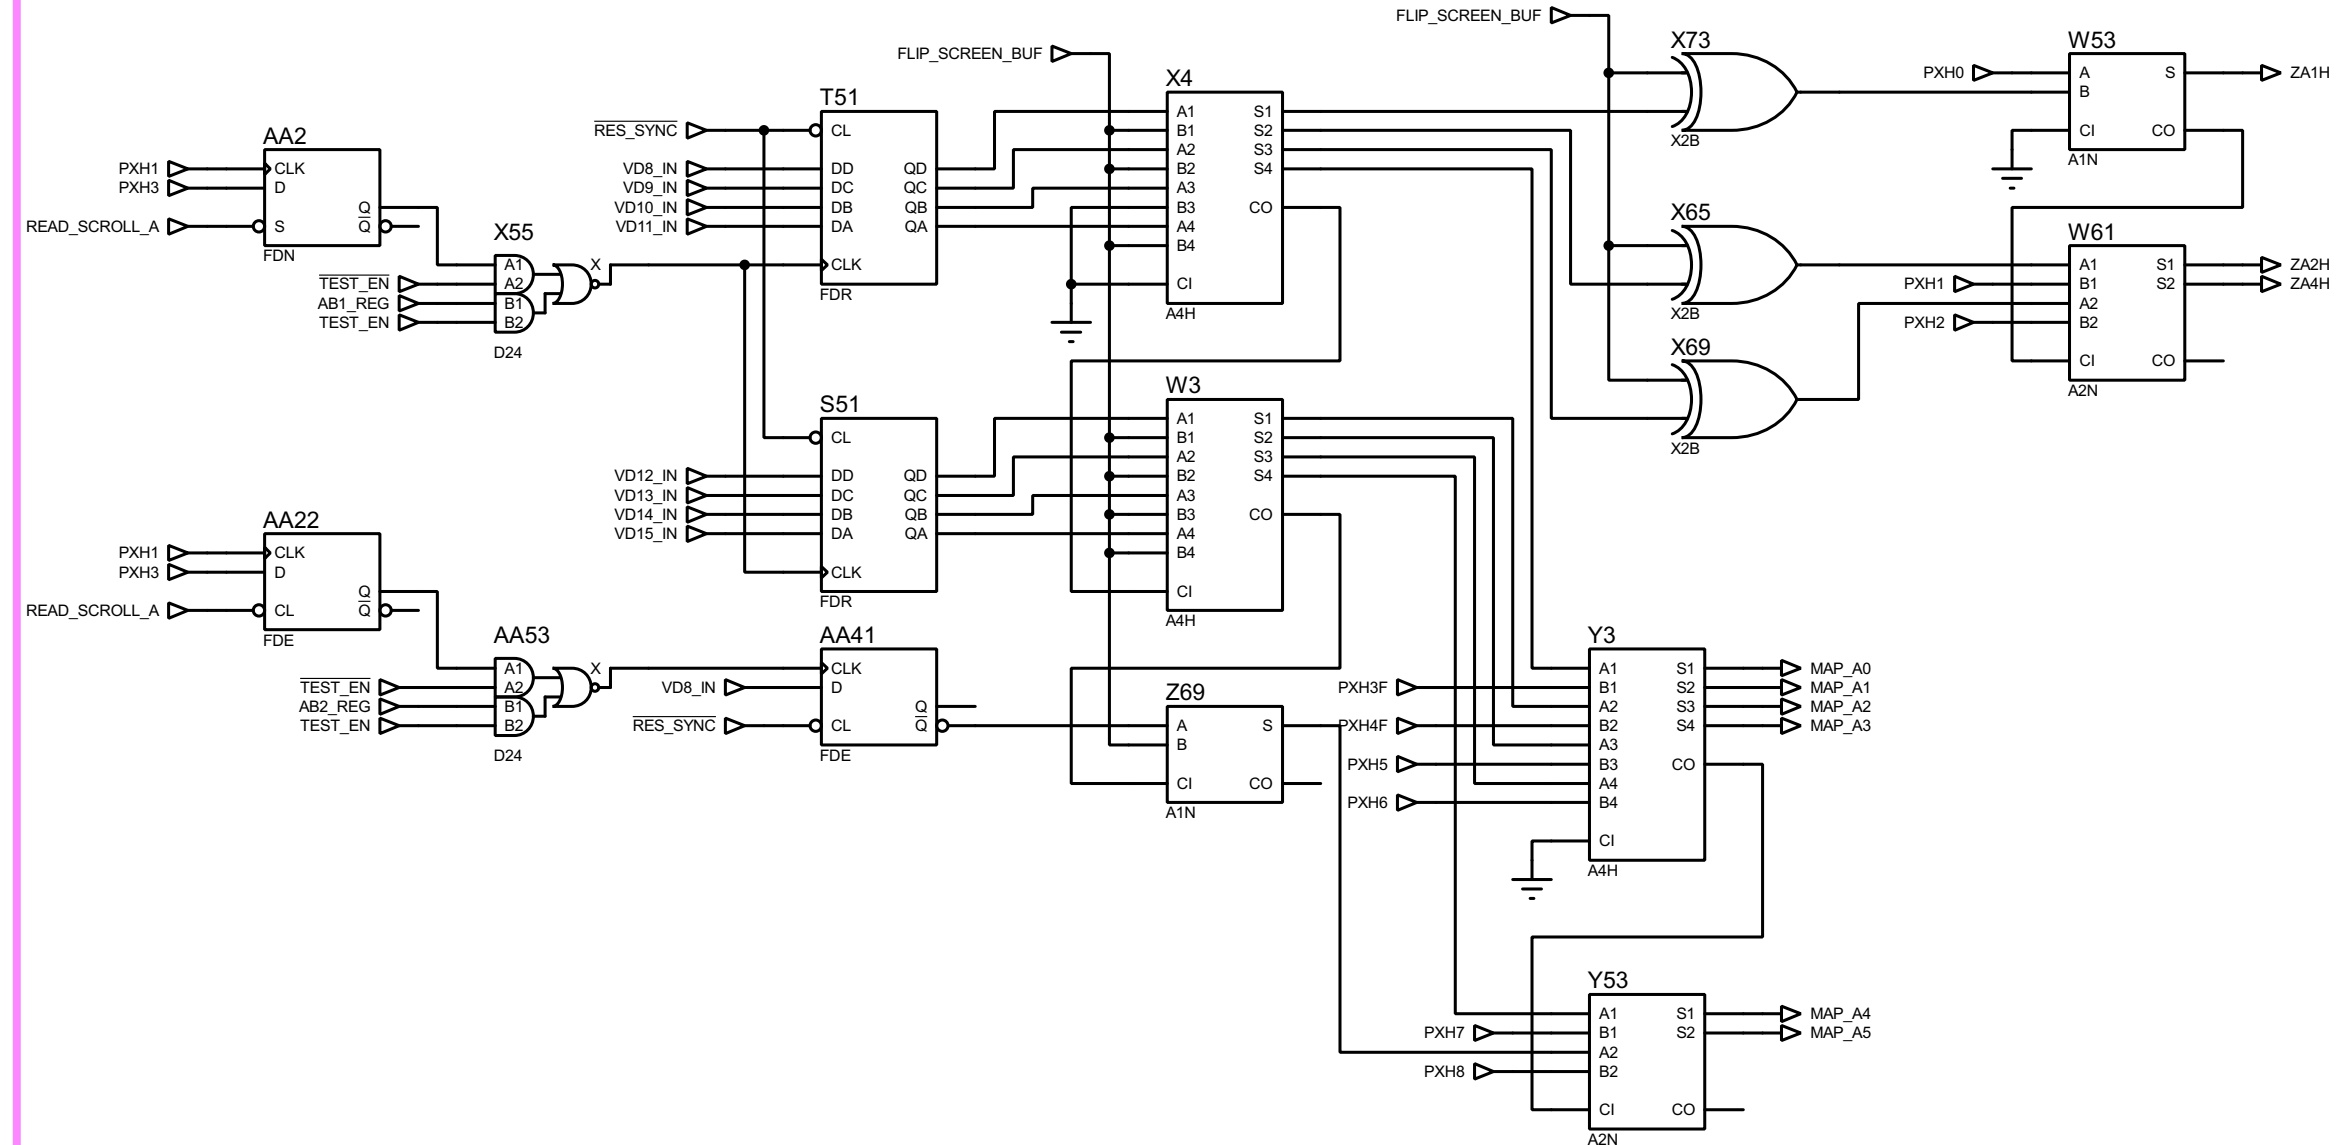 FLIP_SCREEN_BUF
X73
W53
PXH0
A
S
ZA1H
B
CI
CO
X2B
A1N
FLIP_SCREEN_BUF
X4
A1
S1
B1
S2
A2
S3
B2
S4
A3
B3
CO
A4
B4
CI
A4H
T51
RES_SYNC
CL
VD8_IN
DD
QD
VD9_IN
DC
QC
VD10_IN
DB
QB
VD11_IN
DA
QA
CLK
FDR
AA2
PXH1
CLK
PXH3
D
Q
READ_SCROLL_A
S
Q
FDN
X55
A1
X
TEST_EN
A2
AB1_REG
B1
TEST_EN
B2
D24
X65
X2B
W61
A1
S1
ZA2H
PXH1
B1
S2
ZA4H
A2
PXH2
B2
CI
CO
A2N
X69
X2B
W3
A1
S1
B1
S2
A2
S3
B2
S4
A3
B3
CO
A4
B4
CI
A4H
S51
CL
VD12_IN
DD
QD
VD13_IN
DC
QC
VD14_IN
DB
QB
VD15_IN
DA
QA
CLK
FDR
AA22
PXH1
CLK
PXH3
D
Q
READ_SCROLL_A
CL
Q
FDE
AA53
A1
X
TEST_EN
A2
AB2_REG
B1
TEST_EN
B2
D24
AA41
CLK
VD8_IN
D
Q
RES_SYNC
CL
Q
FDE
Z69
A
S
B
CI
CO
A1N
Y3
A1
S1
MAP_A0
PXH3F
B1
S2
MAP_A1
A2
S3
MAP_A2
PXH4F
B2
S4
MAP_A3
A3
PXH5
B3
CO
A4
PXH6
B4
CI
A4H
Y53
A1
S1
MAP_A4
PXH7
B1
S2
MAP_A5
A2
PXH8
B2
CI
CO
A2N